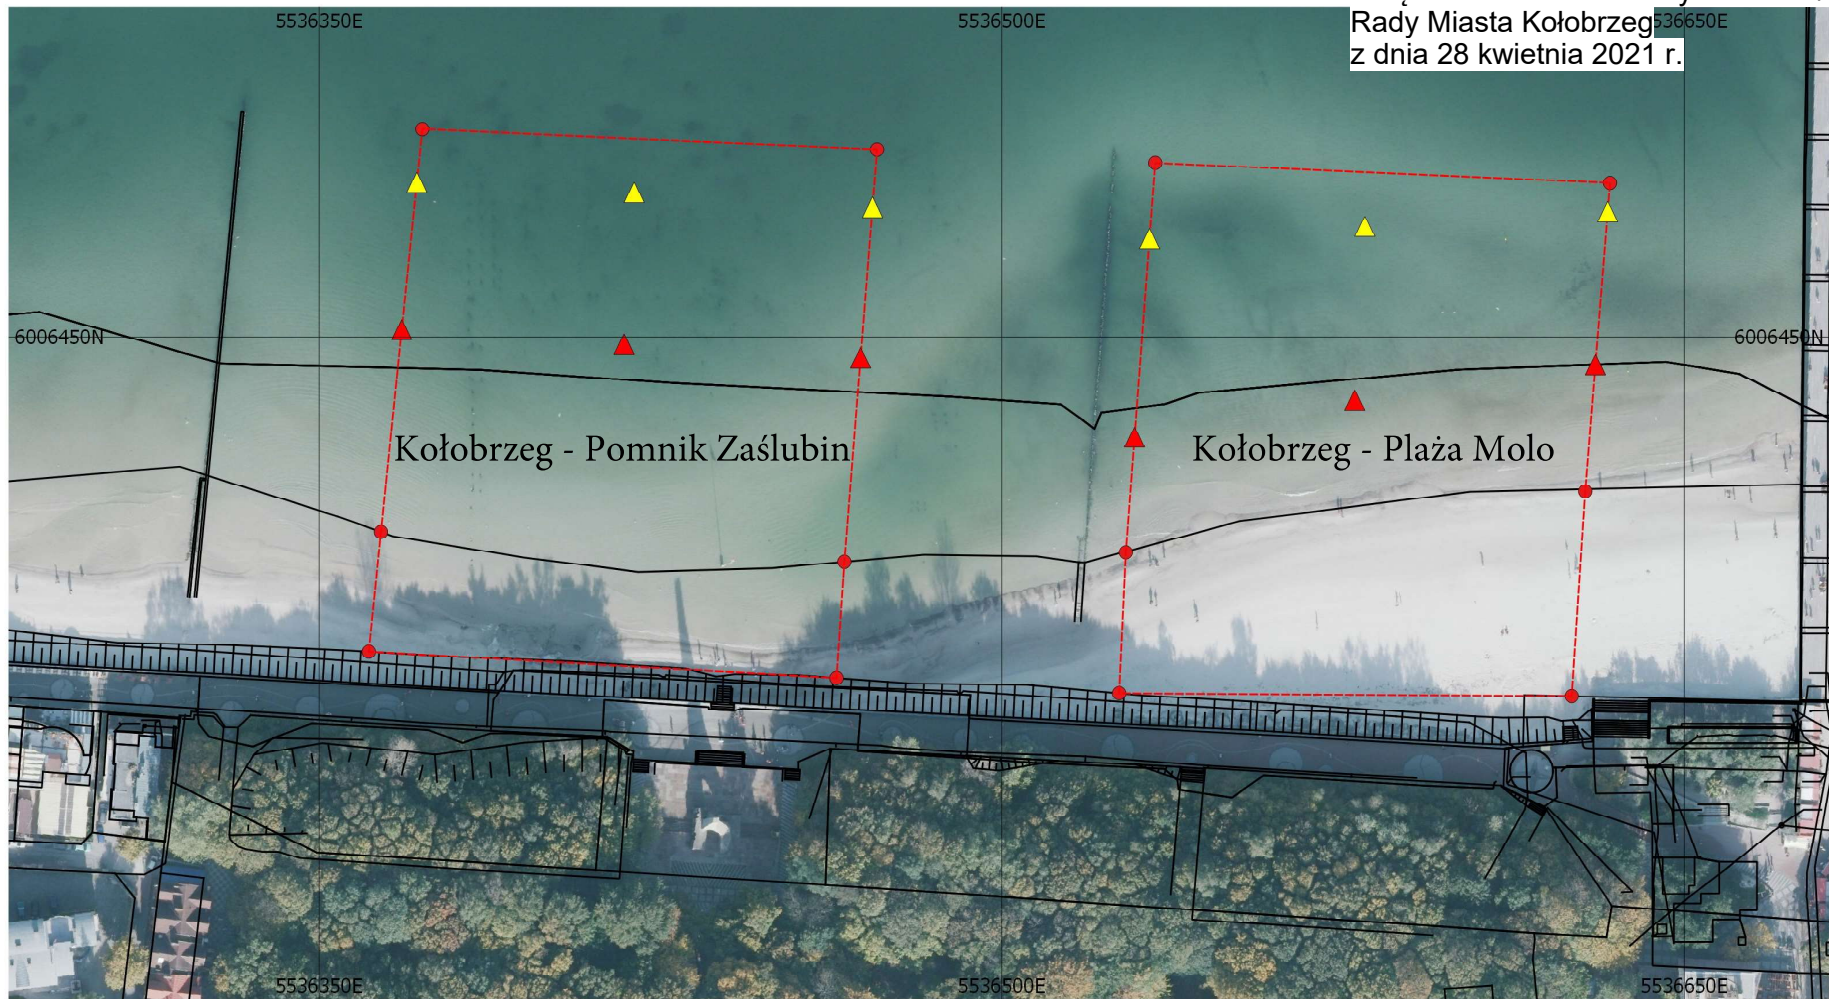 5536350E
5536500E
536650E
Rady Miasta Kołobrzeg
z dnia 28 kwietnia 2021 r.
6006450N
6006450N
Kołobrzeg - Pomnik Zaślubin
Kołobrzeg - Plaża Molo
5536350E
5536500E
5536650E